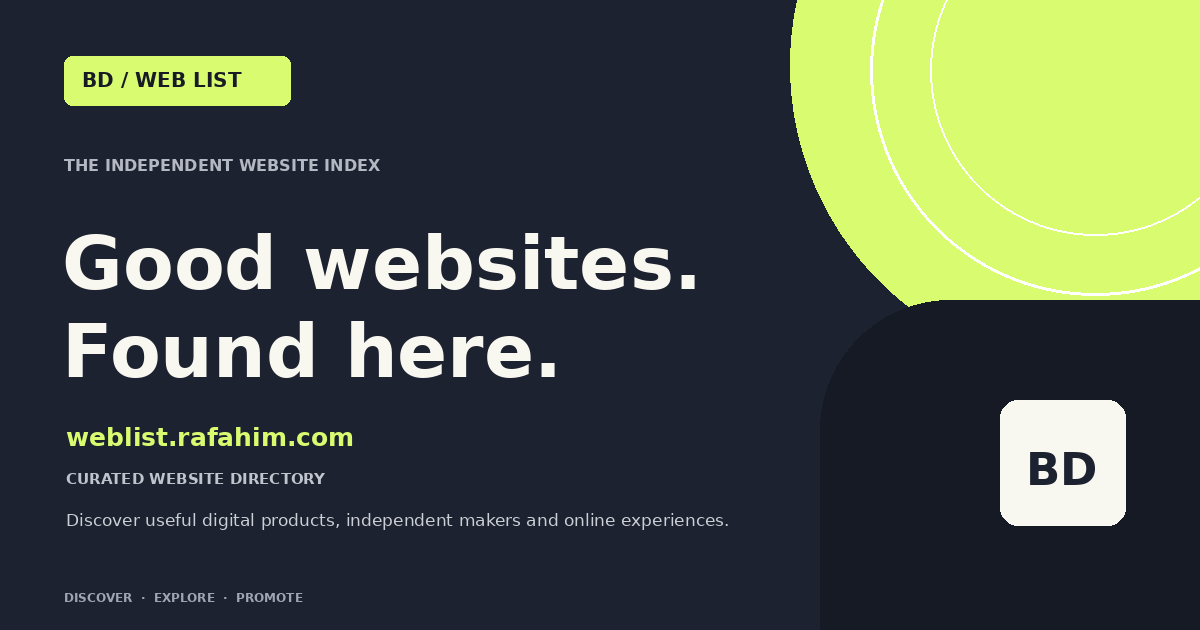 BD / WEB LIST
THE INDEPENDENT WEBSITE INDEX
Good websites.
Found here.
weblist.rafahim.com
CURATED WEBSITE DIRECTORY
Discover useful digital products, independent makers and online experiences.
BD
DISCOVER · EXPLORE · PROMOTE